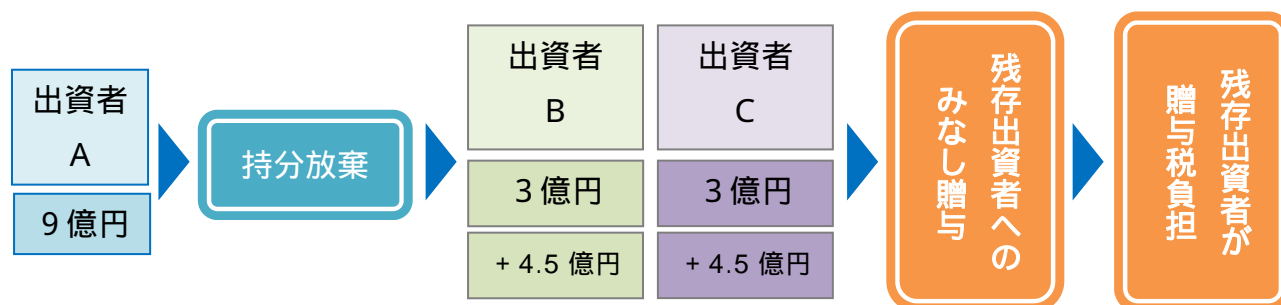 出資者
A
9億円
持分放棄
出資者
B
3億円
+ 4.5 億円
出資者
C
3億円
+ 4.5 億円
残存出資者への
みなし贈与
残存出資者が
贈与税負担